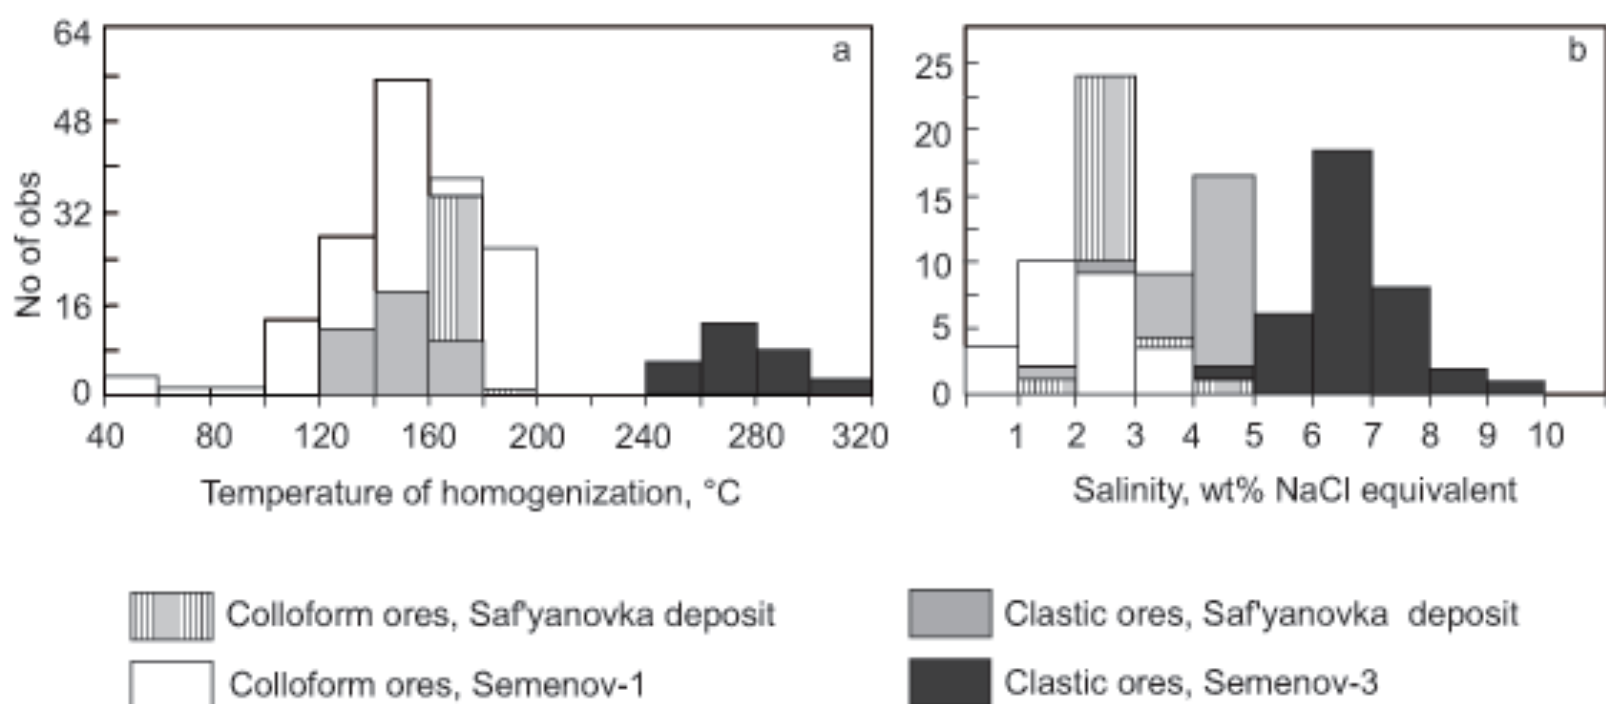 a
64
48
32
16
0
No of obs
40 80 120 160 200 240 280 320
Temperature of homogenization, °C
b
25
20
15
10
5
0
1 2 3 4 5 6 7 8 9 10
Salinity, wt% NaCl equivalent
Colloform ores, Saf'yanovka deposit
Clastic ores, Saf'yanovka deposit
Colloform ores, Semenov-1
Clastic ores, Semenov-3